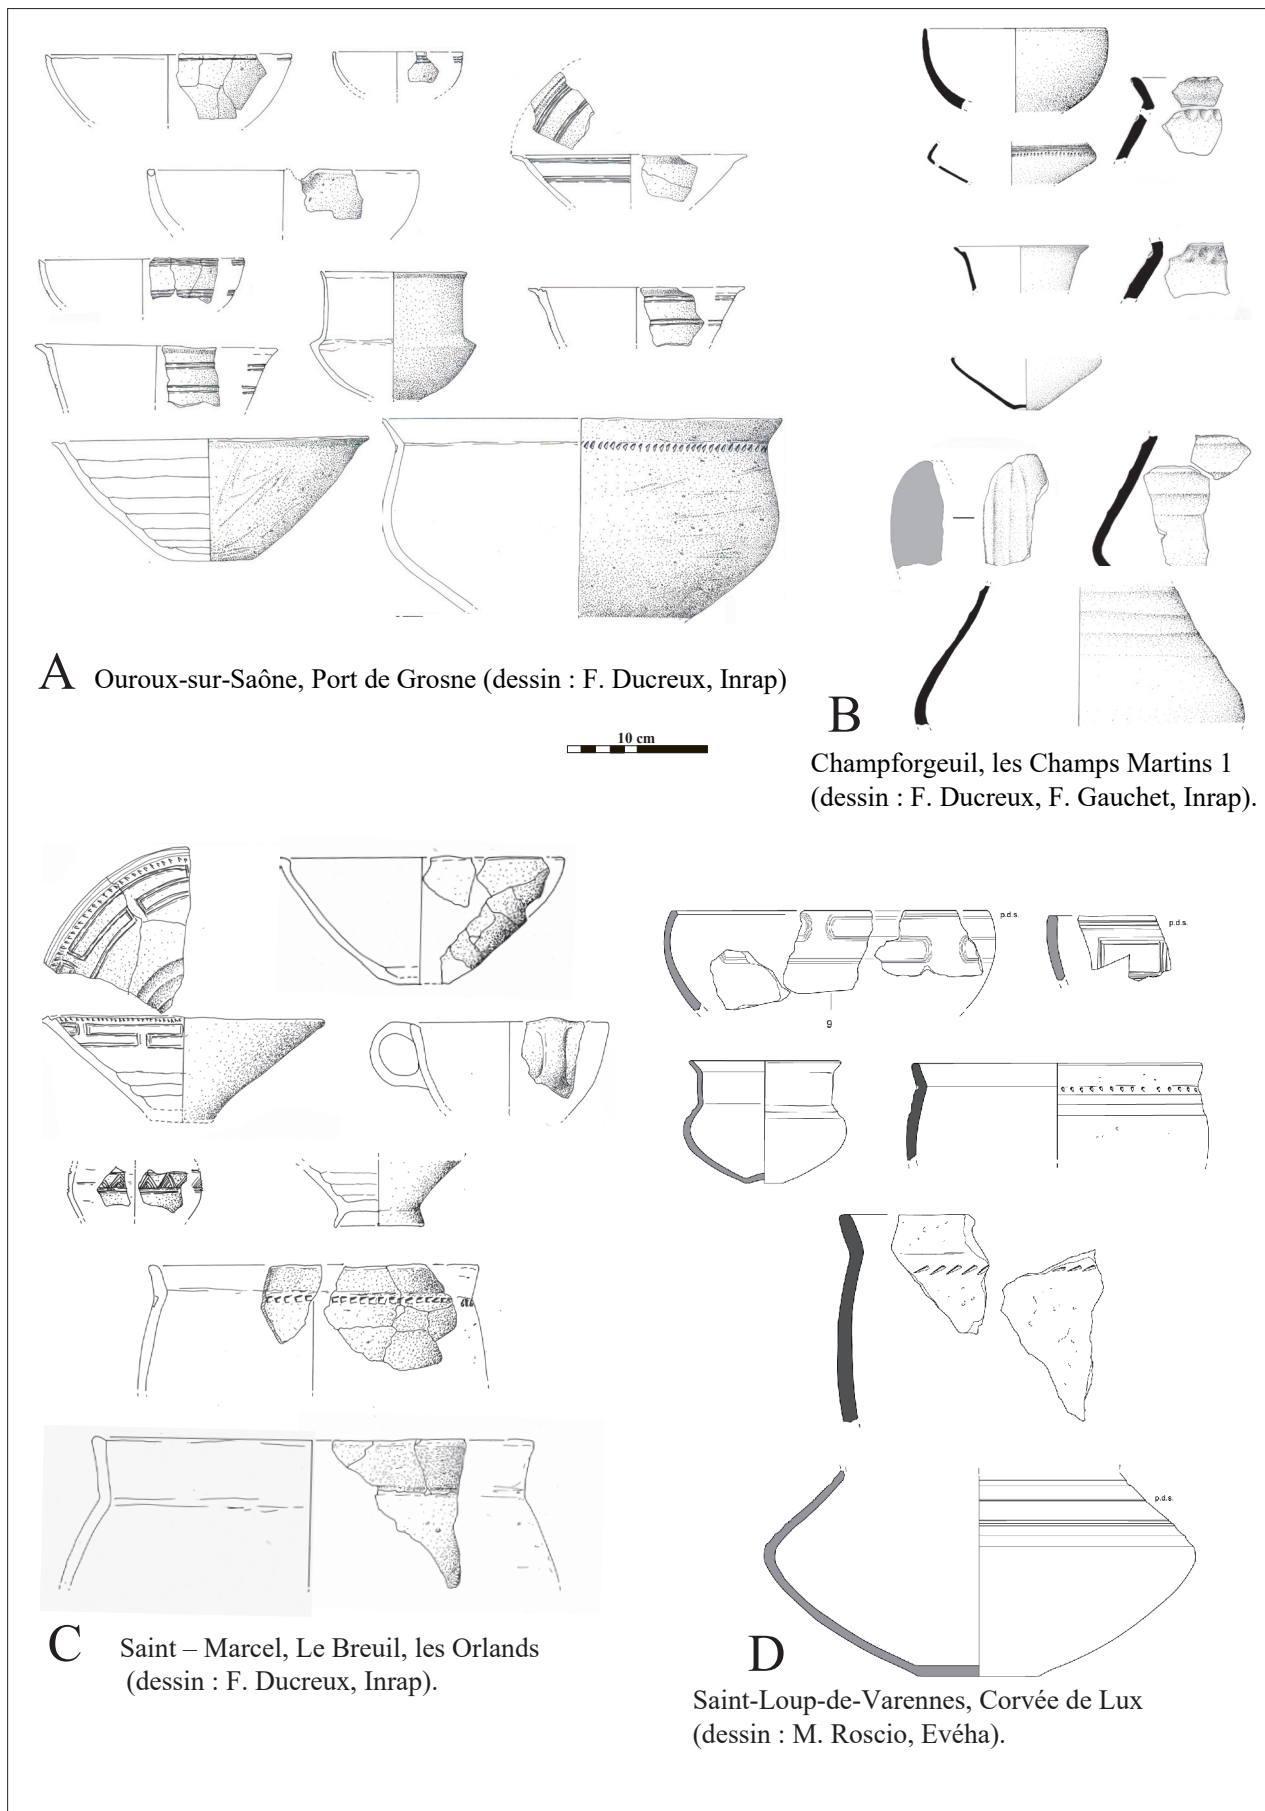 A Ouroux-sur-Saône, Port de Grosne (dessin : F. Ducreux, Inrap)
10 cm
B
Champforgeuil, les Champs Martins 1
(dessin : F. Ducreux, F. Gauchet, Inrap).
p.d.s.
p.d.s.
9
p.d.s.
C Saint – Marcel, Le Breuil, les Orlands
(dessin : F. Ducreux, Inrap).
D
Saint-Loup-de-Varennes, Corvée de Lux
(dessin : M. Roscio, Evéha).